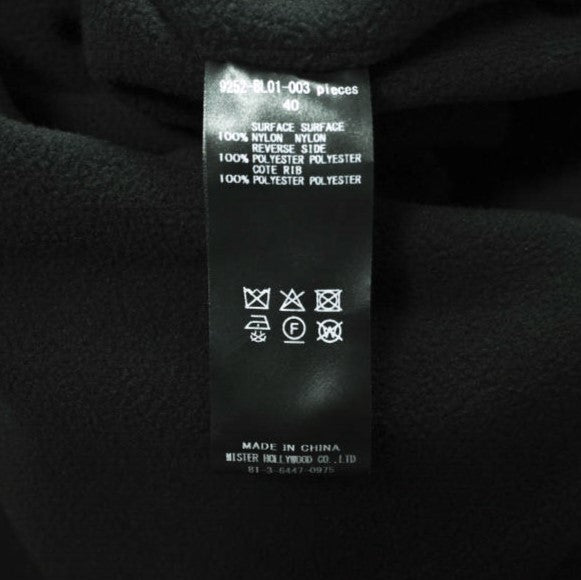 9252-BL01-003 pieces
40
SURFACE SURFACE
100% NYLON NYLON
REVERSE SIDE
100% POLYESTER POLYESTER
COTE RIB
100% POLYESTER POLYESTER
F
W
MADE IN CHINA
MISTER HOLLYWOOD CO.,LTD
81-3-6447-0975